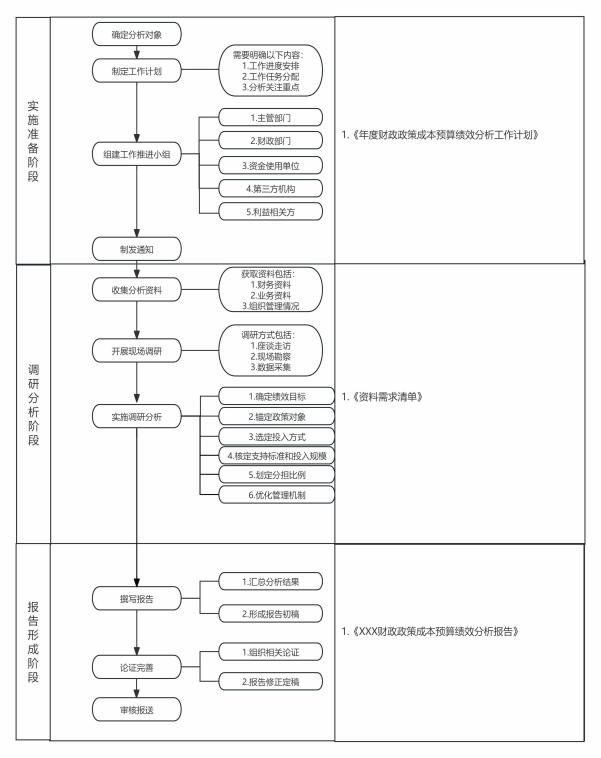 实施准备阶段
确定分析对象
制定工作计划
需要明确以下内容：
1.工作进度安排
2.工作任务分配
3.分析关注重点
组建工作推进小组
1.主管部门
2.财政部门
3.资金使用单位
4.第三方机构
5.利益相关方
制发通知
1.《年度财政政策成本预算绩效分析工作计划》
调研分析阶段
收集分析资料
获取资料包括：
1.财务资料
2.业务资料
3.组织管理情况
开展现场调研
调研方式包括：
1.座谈走访
2.现场勘察
3.数据采集
实施调研分析
1.确定绩效目标
2.锚定政策对象
3.选定投入方式
4.核定支持标准和投入规模
5.划定分担比例
6.优化管理机制
1.《资料需求清单》
报告形成阶段
撰写报告
1.汇总分析结果
2.形成报告初稿
论证完善
1.组织相关论证
2.报告修正定稿
审核报送
1.《XXX财政政策成本预算绩效分析报告》